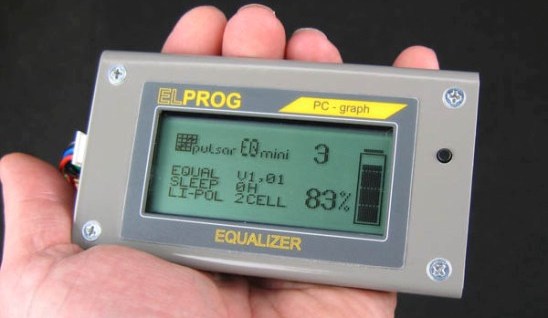 ELPROG
PC - graph
pulsar EQ mini 3
EQUAL V1.01
SLEEP 0H
LI-POL 2CELL
83%
EQUALIZER